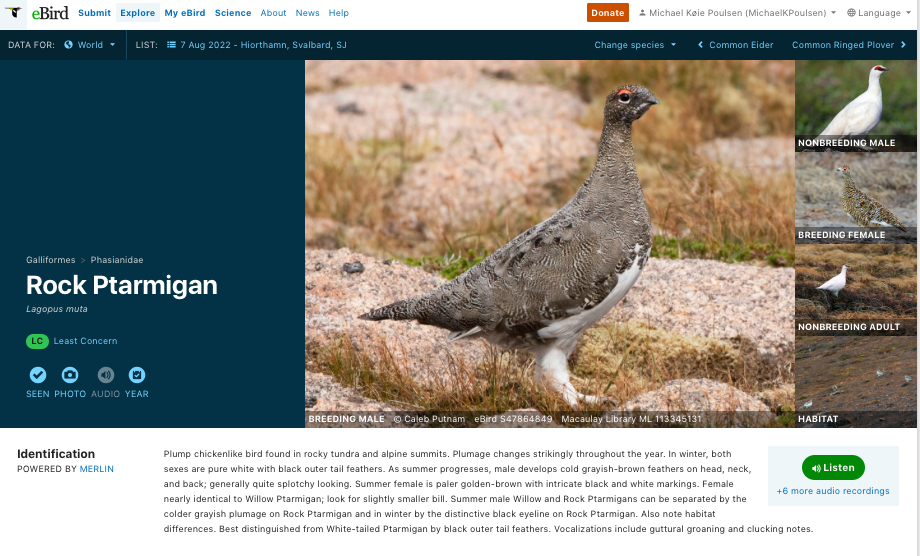 eBird Submit Explore My eBird Science About News Help Donate Michael Køie Poulsen (MichaelKPoulsen) Language
DATA FOR: World LIST: 7 Aug 2022 - Hiorthamn, Svalbard, SJ Change species Common Eider Common Ringed Plover
NONBREEDING MALE
BREEDING FEMALE
NONBREEDING ADULT
HABITAT
Galliformes > Phasianidae
Rock Ptarmigan
Lagopus muta
LC Least Concern
SEEN PHOTO AUDIO YEAR
BREEDING MALE © Caleb Putnam eBird S47864849 Macaulay Library ML 113345131
Identification
POWERED BY MERLIN
Plump chickenlike bird found in rocky tundra and alpine summits. Plumage changes strikingly throughout the year. In winter, both
sexes are pure white with black outer tail feathers. As summer progresses, male develops cold grayish-brown feathers on head, neck,
and back; generally quite splotchy looking. Summer female is paler golden-brown with intricate black and white markings. Female
nearly identical to Willow Ptarmigan; look for slightly smaller bill. Summer male Willow and Rock Ptarmigans can be separated by the
colder grayish plumage on Rock Ptarmigan and in winter by the distinctive black eyeline on Rock Ptarmigan. Also note habitat
differences. Best distinguished from White-tailed Ptarmigan by black outer tail feathers. Vocalizations include guttural groaning and clucking notes.
Listen
+6 more audio recordings